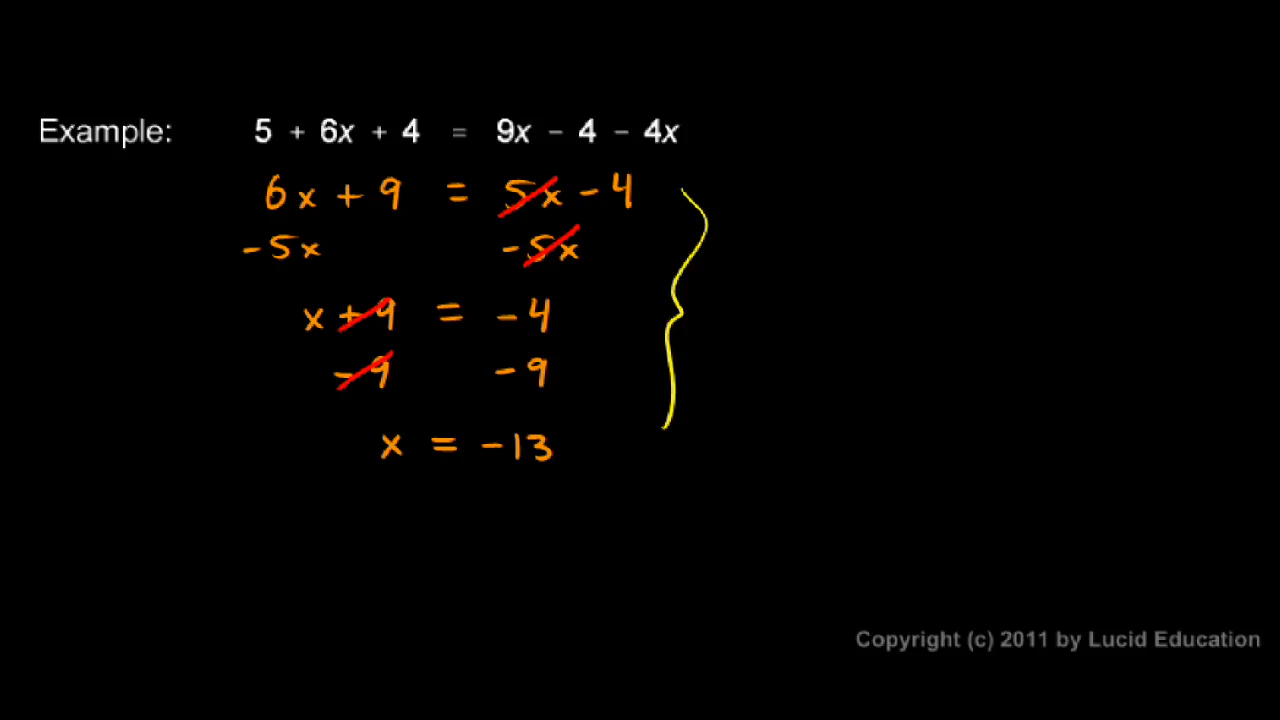 Example: 5 + 6x + 4 = 9x - 4 - 4x
6x + 9 = 5x - 4
-5x -5x
x + 9 = -4
-9 -9
x = -13
Copyright (c) 2011 by Lucid Education